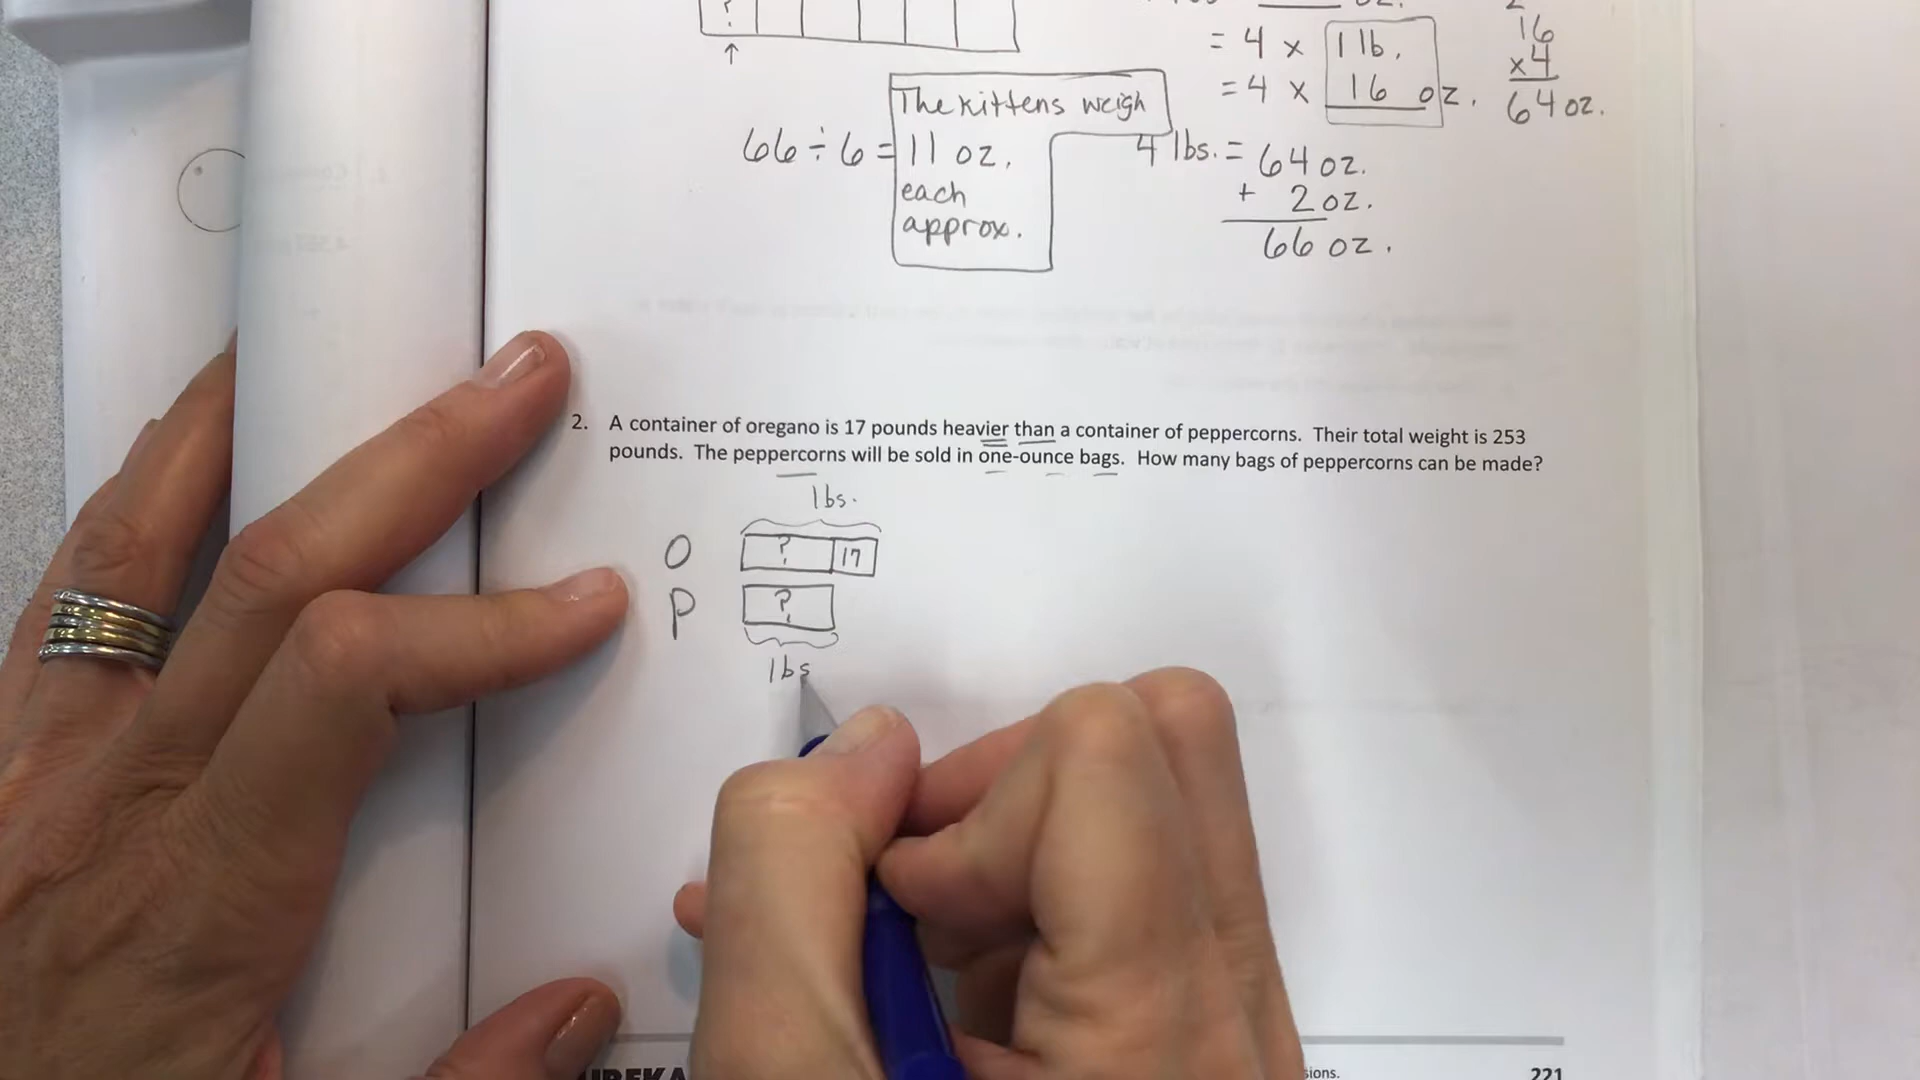 ?
= 4 x 1 lb.
= 4 x 16 oz.
16
x4
64 oz.
The kittens weigh
66 ÷ 6 = 11 oz.
each
approx.
4 lbs. = 64 oz.
+ 2 oz.
66 oz.
2. A container of oregano is 17 pounds heavier than a container of peppercorns. Their total weight is 253
pounds. The peppercorns will be sold in one-ounce bags. How many bags of peppercorns can be made?
lbs.
O ? 17
P ?
lbs
EUREKA
sions.
221